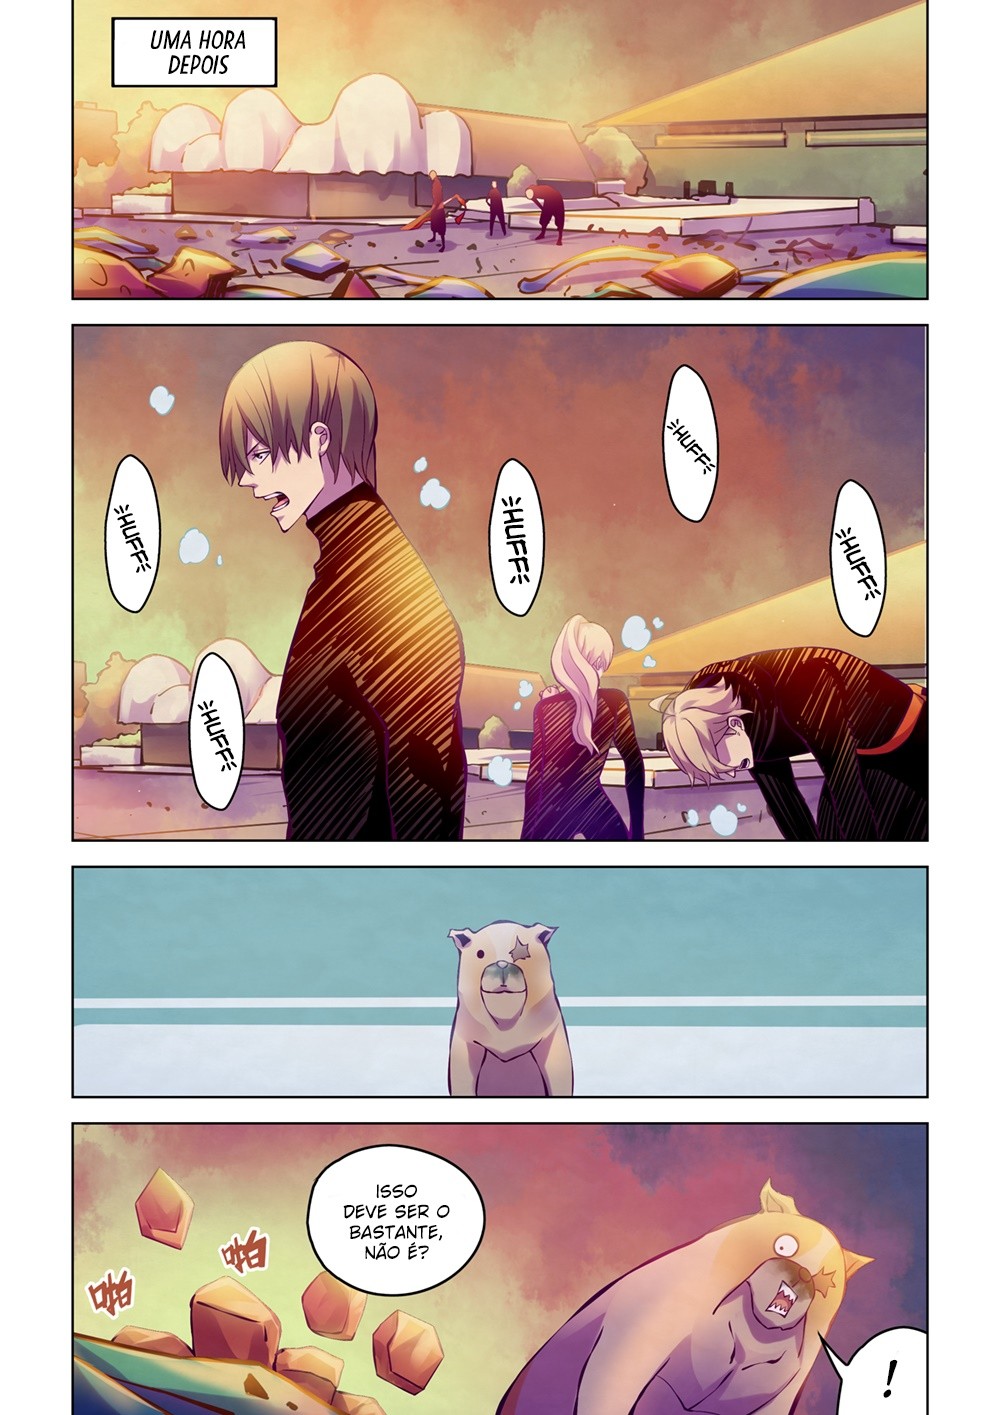 UMA HORA
DEPOIS
HUFF
HUFF
HUFF
HUFF
HUFF
ISSO
DEVE SER O
BASTANTE,
NÃO É?
啪
啪
!